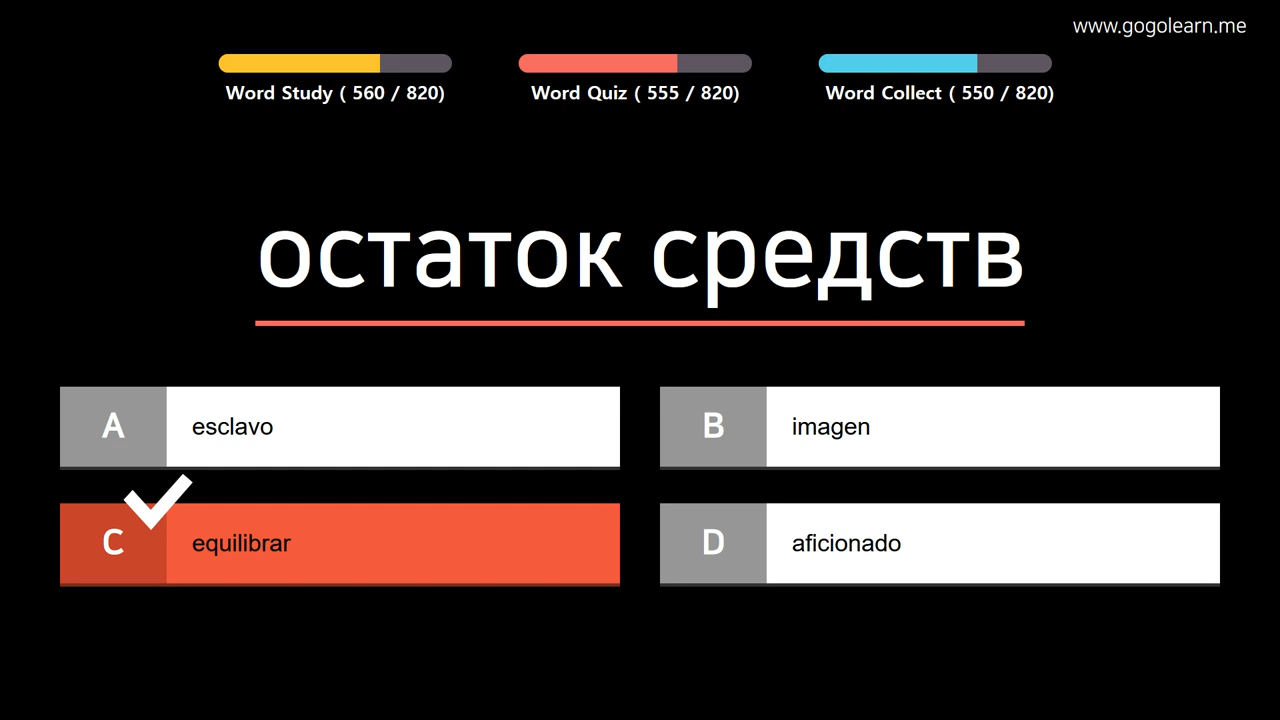 www.gogolearn.me
Word Study ( 560 / 820)
Word Quiz ( 555 / 820)
Word Collect ( 550 / 820)
остаток средств
A esclavo
B imagen
C equilibrar
D aficionado